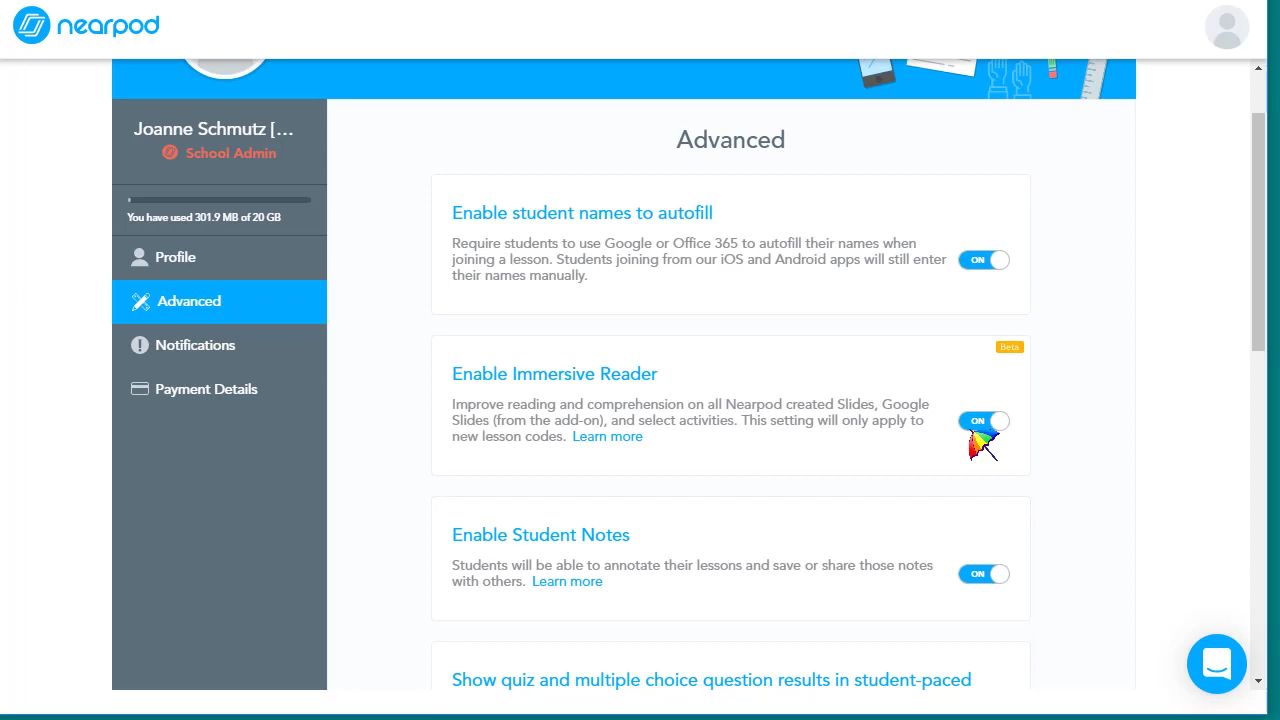 nearpod
Joanne Schmutz [...
School Admin
You have used 301.9 MB of 20 GB
Profile
Advanced
Notifications
Payment Details
Advanced
Enable student names to autofill
Require students to use Google or Office 365 to autofill their names when
joining a lesson. Students joining from our iOS and Android apps will still enter
their names manually.
ON
Beta
Enable Immersive Reader
Improve reading and comprehension on all Nearpod created Slides, Google
Slides (from the add-on), and select activities. This setting will only apply to
new lesson codes. Learn more
ON
Enable Student Notes
Students will be able to annotate their lessons and save or share those notes
with others. Learn more
ON
Show quiz and multiple choice question results in student-paced